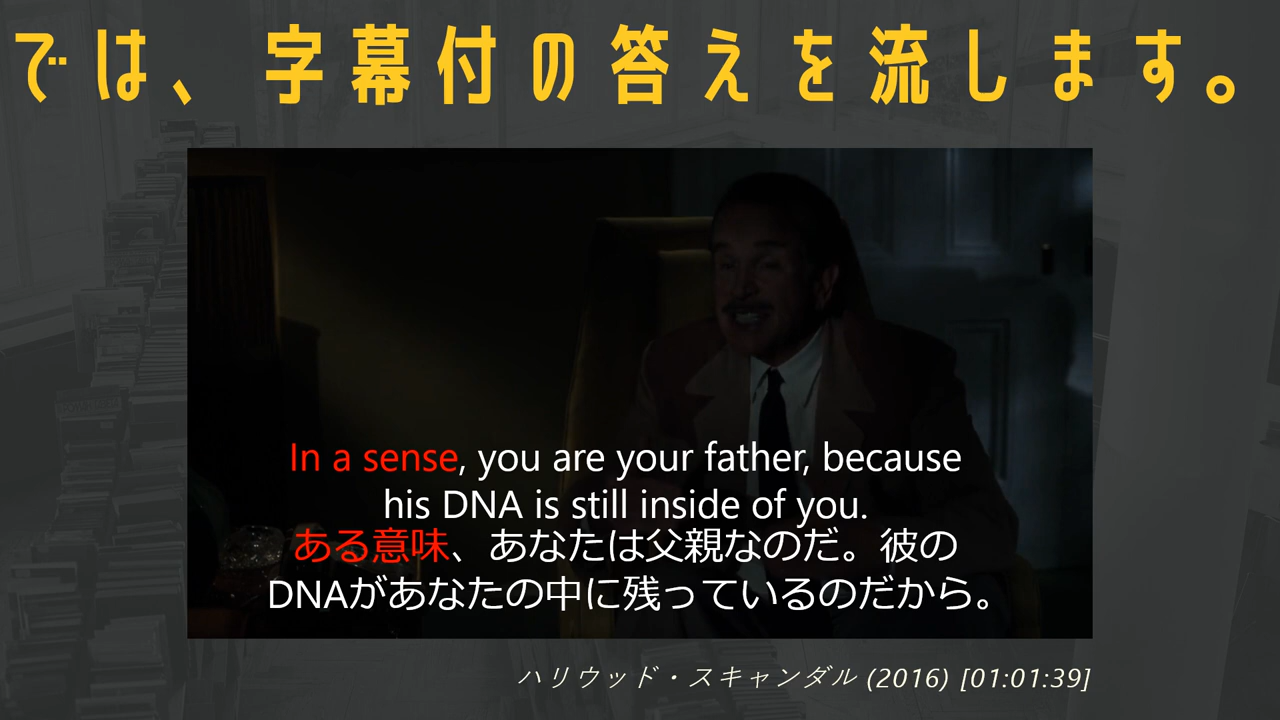 では、字幕付の答えを流します。
In a sense, you are your father, because
his DNA is still inside of you.
ある意味、あなたは父親なのだ。彼の
DNAがあなたの中に残っているのだから。
ハリウッド・スキャンダル (2016) [01:01:39]